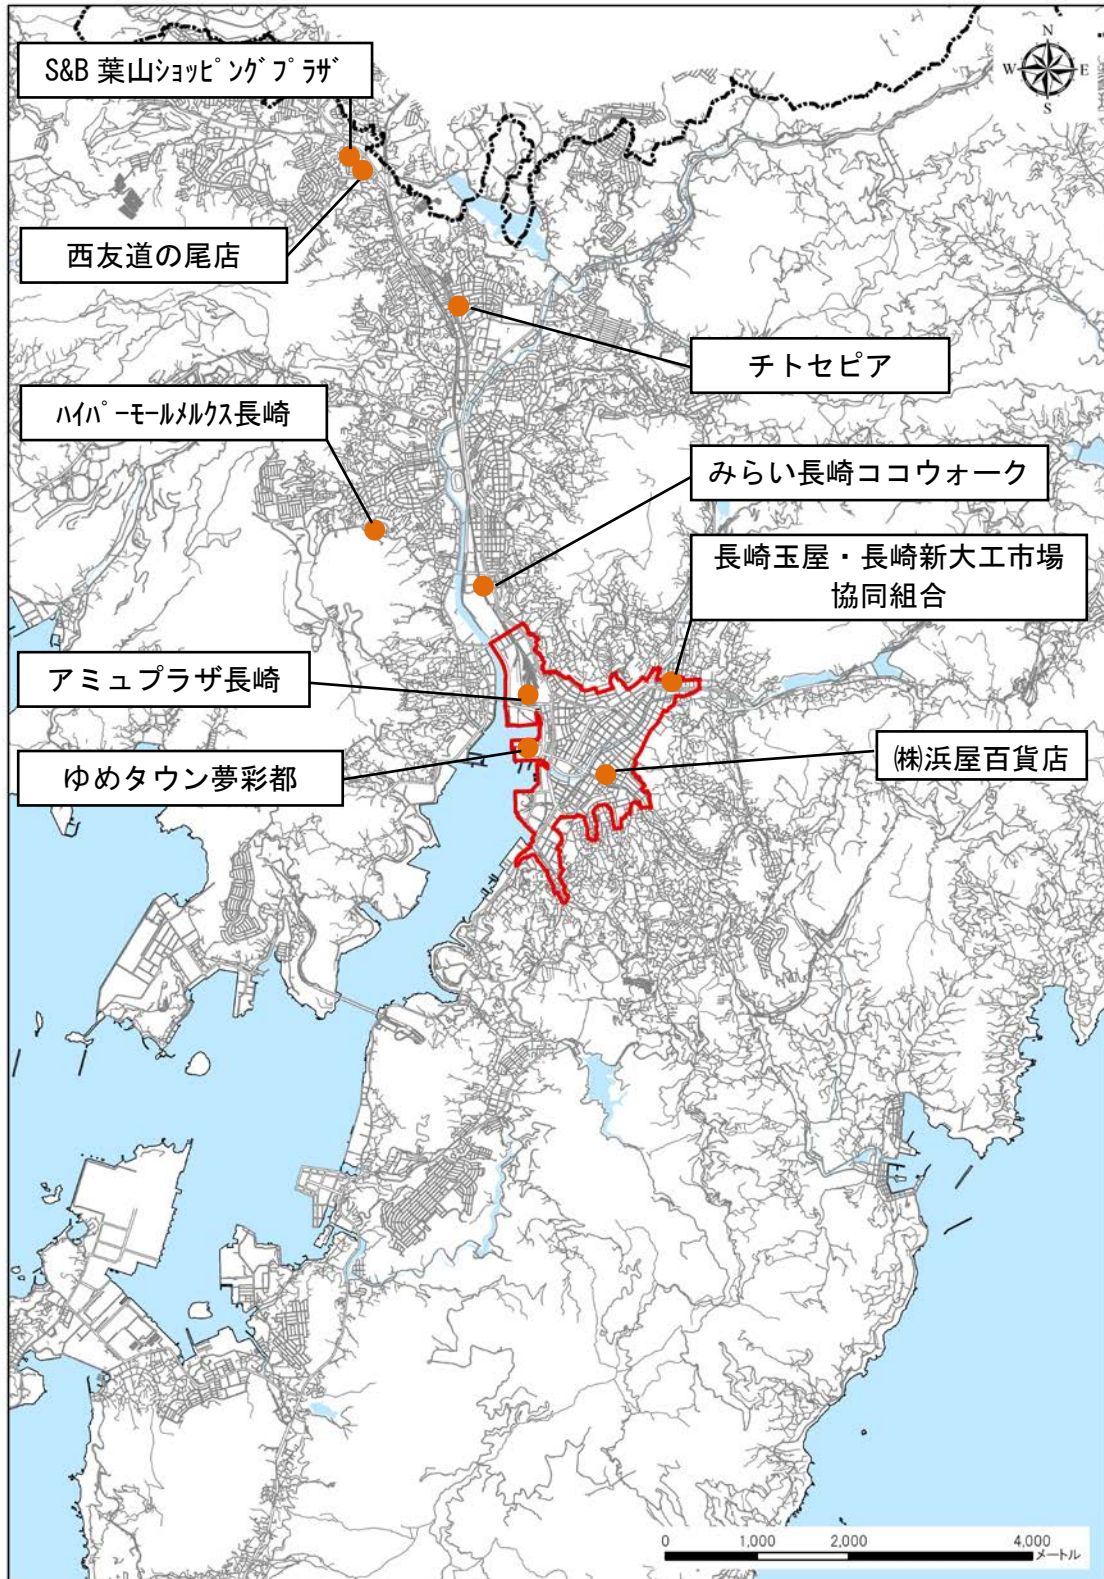 N
W E
S
S&B 葉山ｼｮｯﾋﾟﾝｸﾞﾌﾟﾗｻﾞ
西友道の尾店
チトセピア
ﾊｲﾊﾟｰﾓｰﾙﾒﾙｸｽ長崎
みらい長崎ココウォーク
長崎玉屋・長崎新大工市場
協同組合
アミュプラザ長崎
ゆめタウン夢彩都
㈱浜屋百貨店
0 1,000 2,000 4,000
メートル